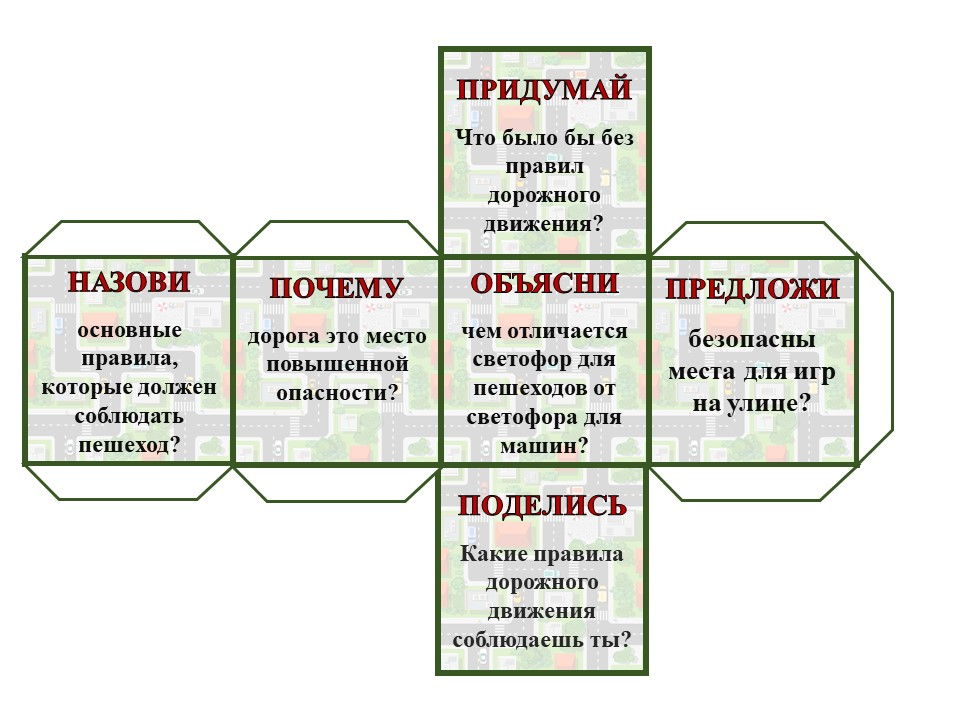 ПРИДУМАЙ
Что было бы без
правил
дорожного
движения?
НАЗОВИ
основные
правила,
которые должен
соблюдать
пешеход?
ПОЧЕМУ
дорога это место
повышенной
опасности?
ОБЪЯСНИ
чем отличается
светофор для
пешеходов от
светофора для
машин?
ПРЕДЛОЖИ
безопасны
места для игр
на улице?
ПОДЕЛИСЬ
Какие правила
дорожного
движения
соблюдаешь ты?